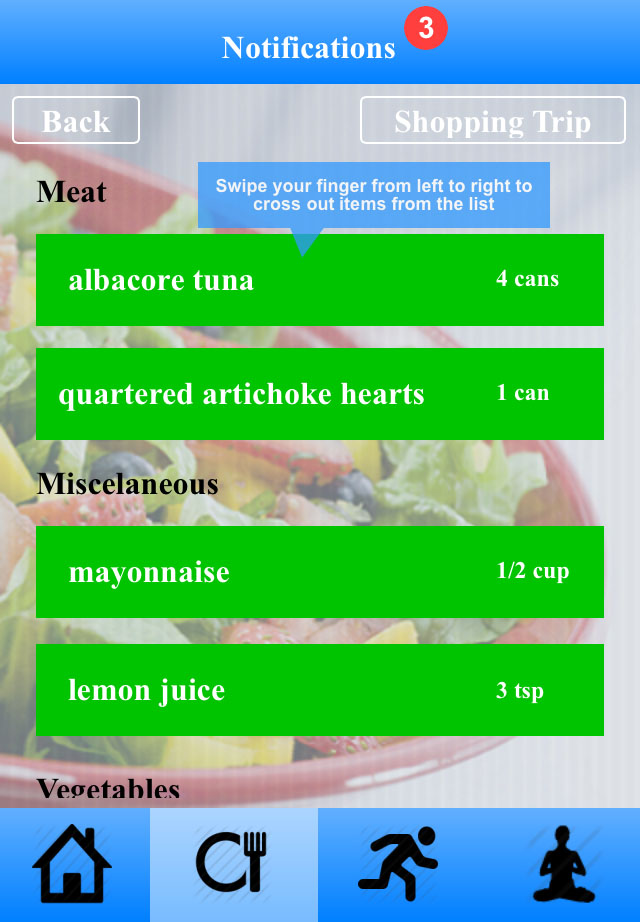 Notifications
3
Back
Shopping Trip
Swipe your finger from left to right to
cross out items from the list
Meat
albacore tuna
4 cans
quartered artichoke hearts
1 can
Miscelaneous
mayonnaise
1/2 cup
lemon juice
3 tsp
Vegetables